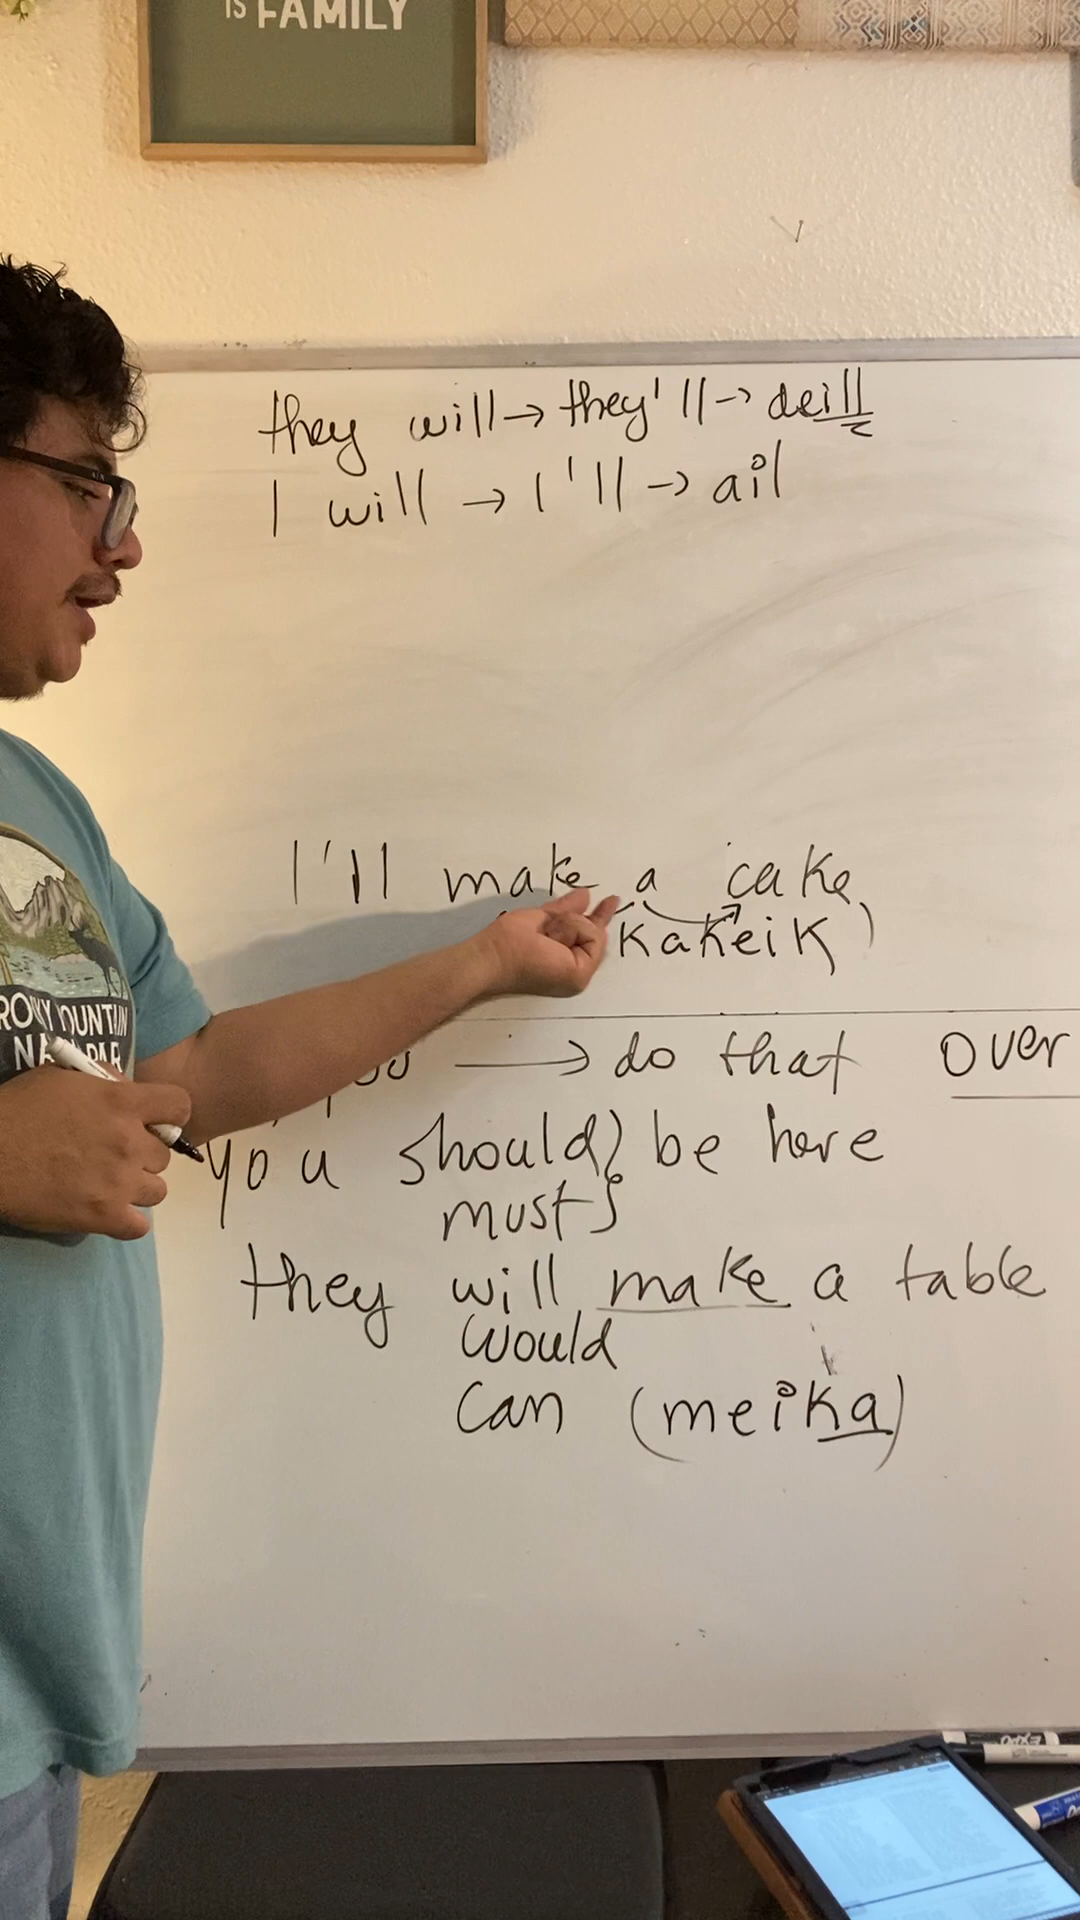 IS FAMILY
they will → they'll → deill
I will → I'll → ail
I'll make a cake
kakeik)
→ do that over
you should } be here
must }
they will make a table
would
can (meika)
ROCKY MOUNTAIN
EXPO